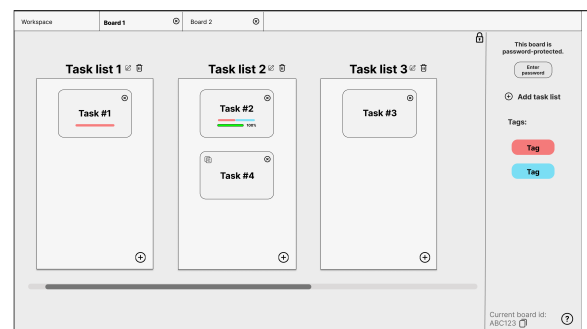 Workspace
Board 1
Board 2
Task list 1
Task list 2
Task list 3
Task #1
Task #2
100%
Task #4
Task #3
This board is
password-protected.
Enter
password
Add task list
Tags:
Tag
Tag
Current board id:
ABC123
?